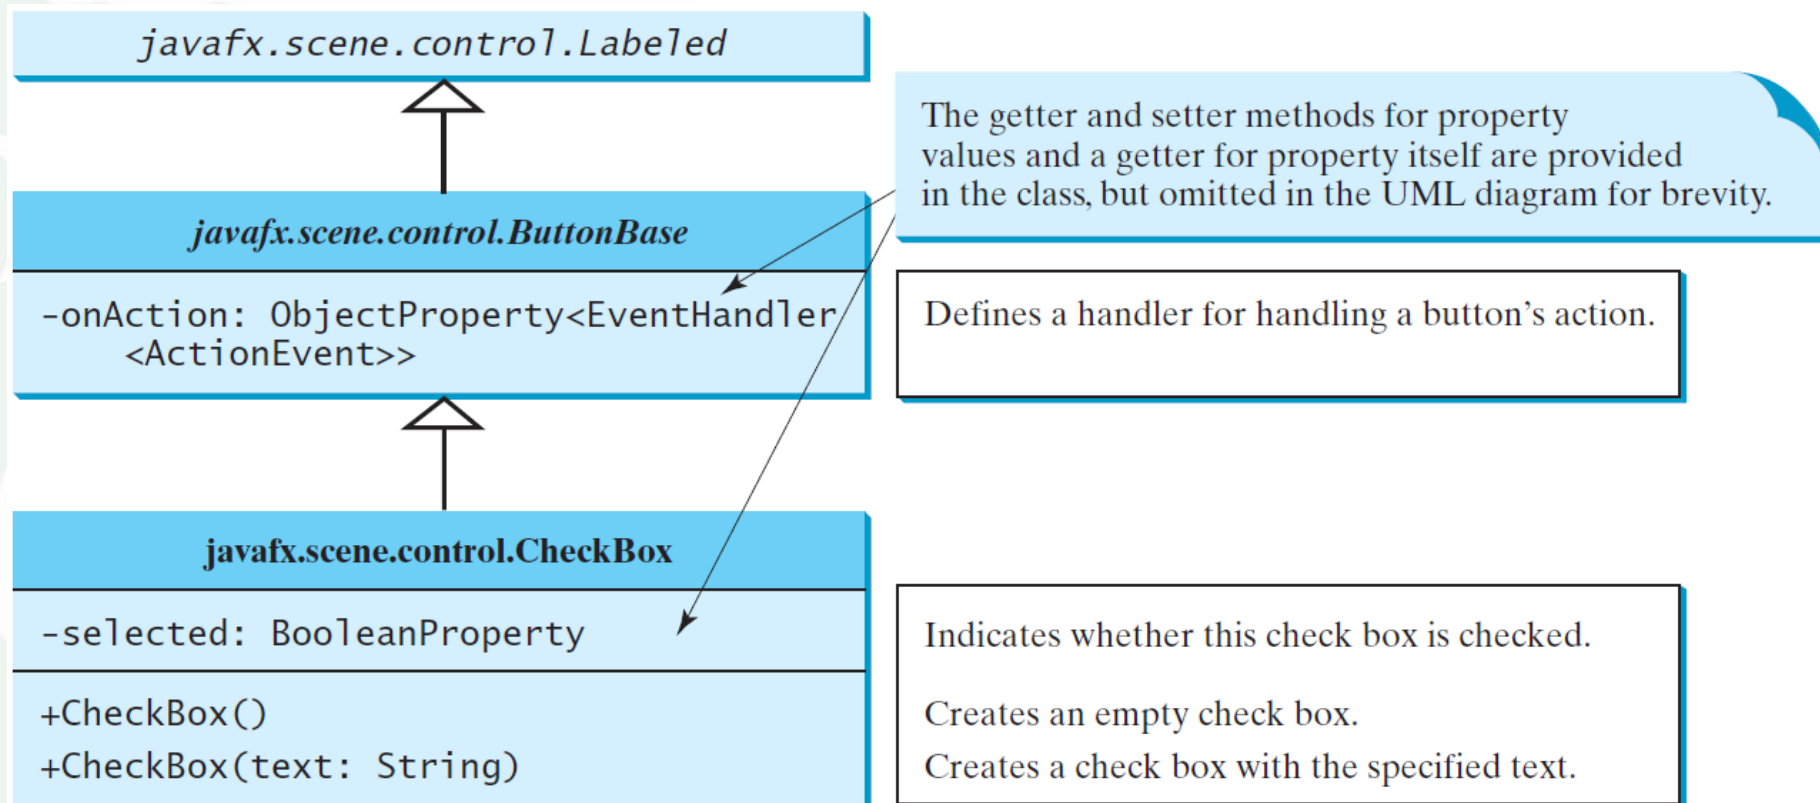 javafx.scene.control.Labeled
The getter and setter methods for property
values and a getter for property itself are provided
in the class, but omitted in the UML diagram for brevity.
javafx.scene.control.ButtonBase
-onAction: ObjectProperty<EventHandler
<ActionEvent>>
Defines a handler for handling a button’s action.
javafx.scene.control.CheckBox
-selected: BooleanProperty
Indicates whether this check box is checked.
+CheckBox()
Creates an empty check box.
+CheckBox(text: String)
Creates a check box with the specified text.